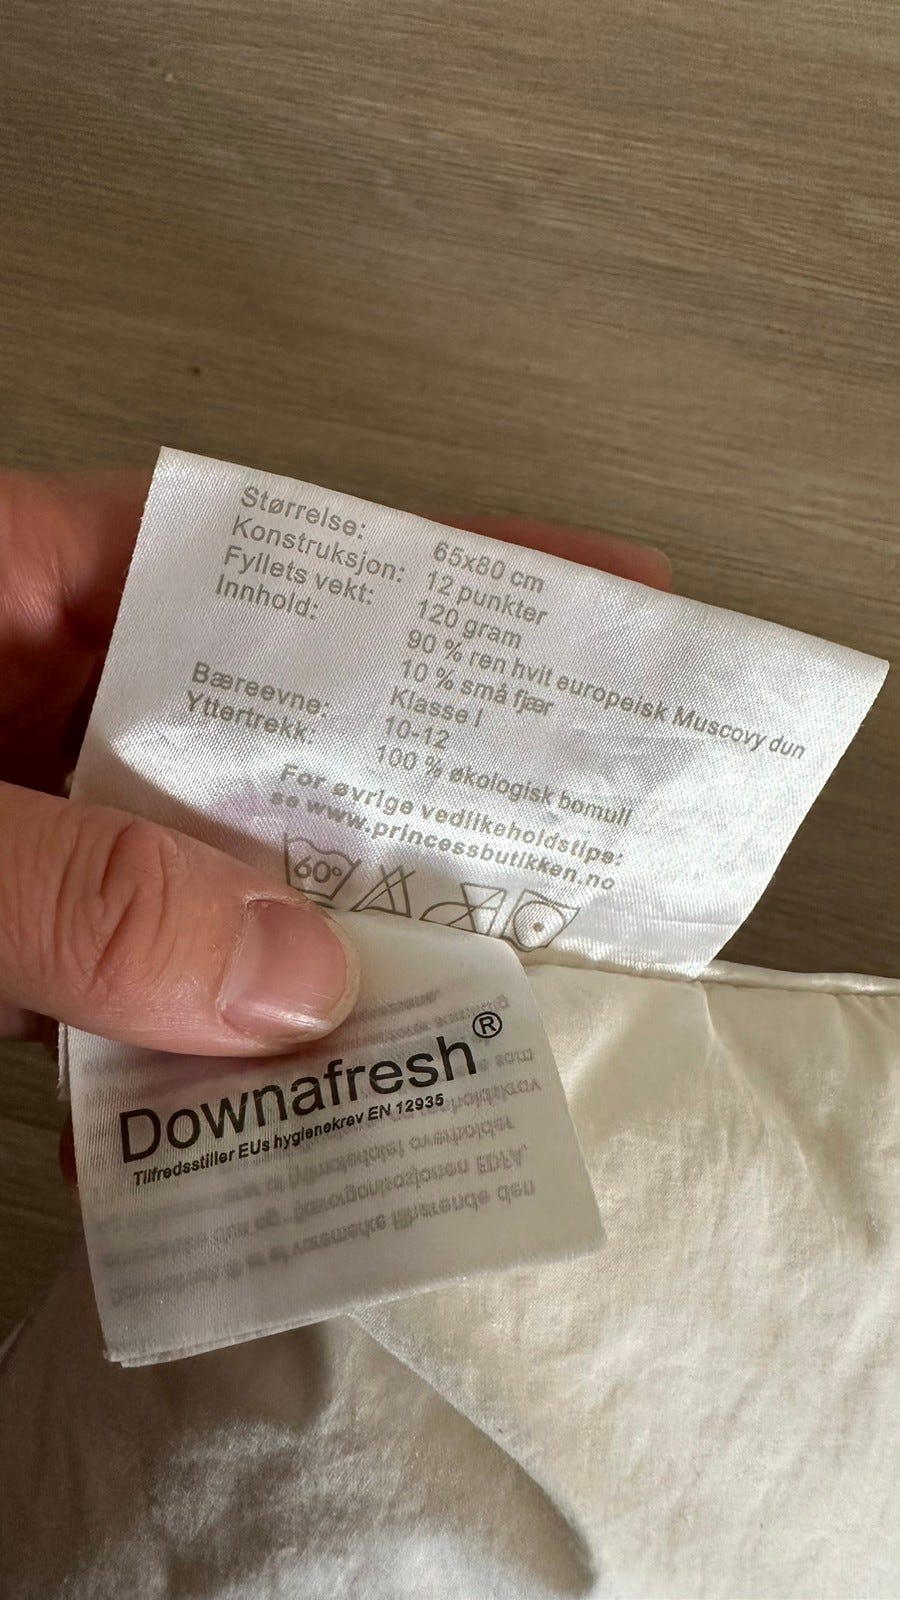 Størrelse: 65x80 cm
Konstruksjon: 12 punkter
Fyllets vekt: 120 gram
Innhold: 90 % ren hvit europeisk Muscovy dun
10 % små fjær
Klasse I
Bæreevne: 10-12
Yttertrekk: 100 % økologisk bomull
For øvrige vedlikeholdstips:
se www.princessbutikken.no
60°
Downafresh®
Tilfredsstiller EUs hygienekrav EN 12935